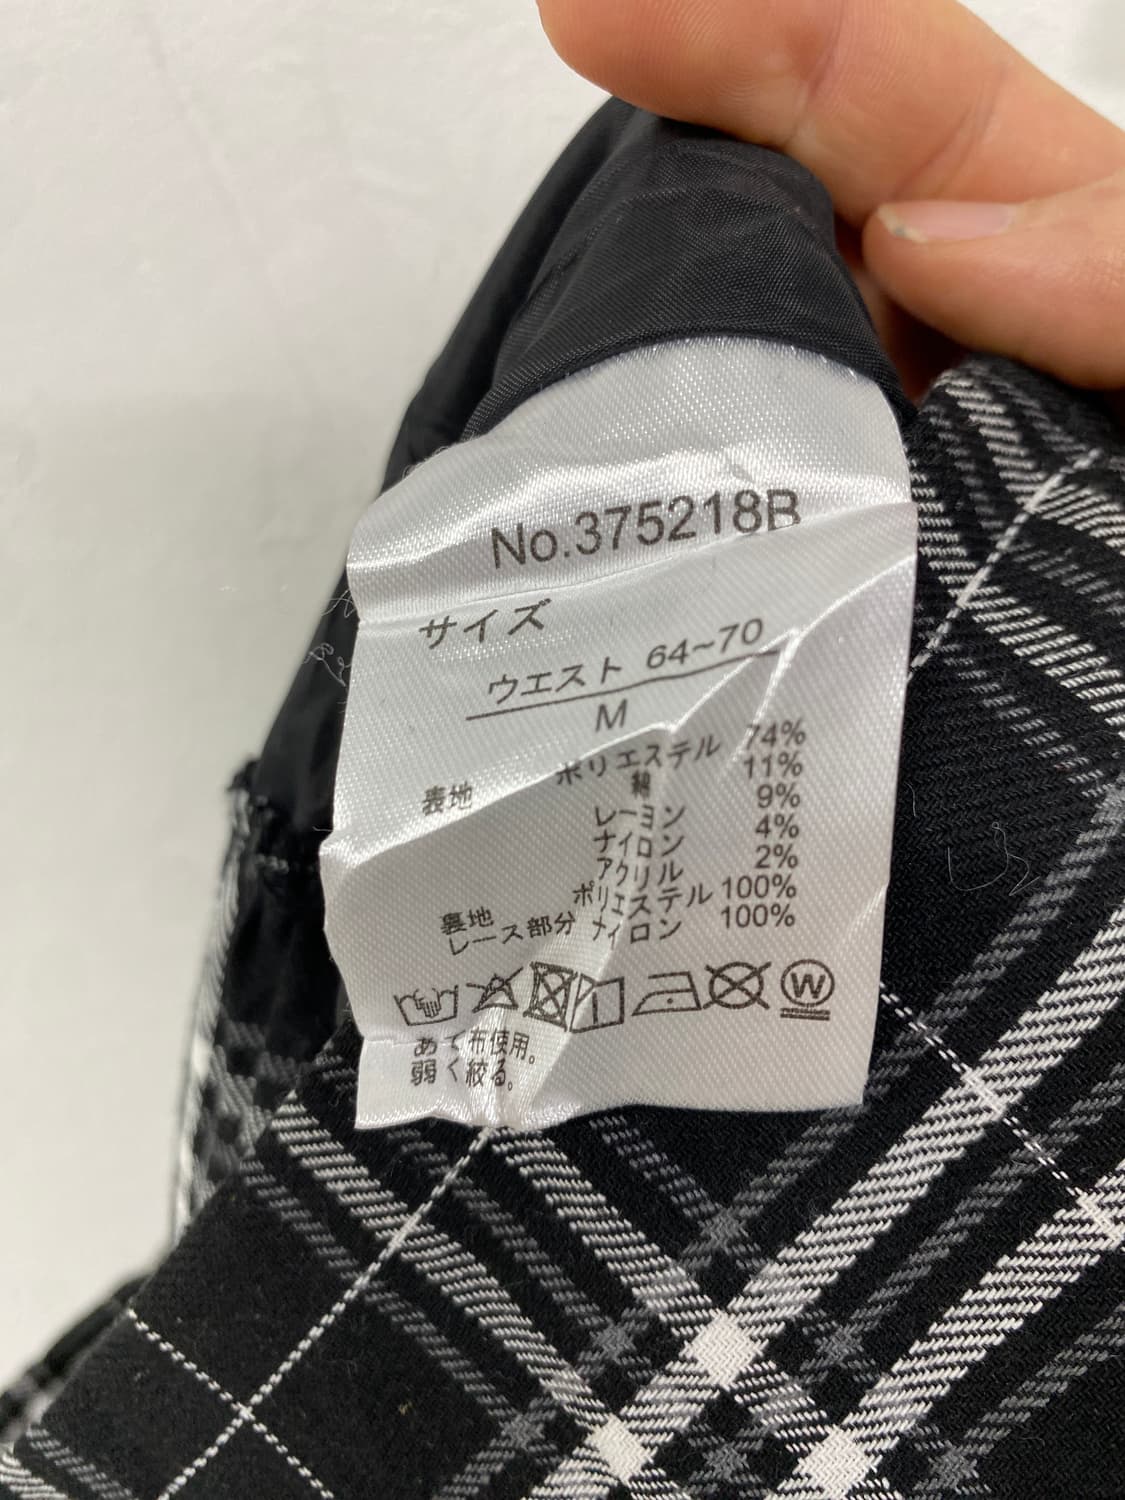 No.375218B
サイズ
ウエスト 64~70
M
表地 ポリエステル 74%
綿 11%
レーヨン 9%
ナイロン 4%
アクリル 2%
裏地 ポリエステル 100%
レース部分 ナイロン 100%
W
あて布使用。
弱く絞る。